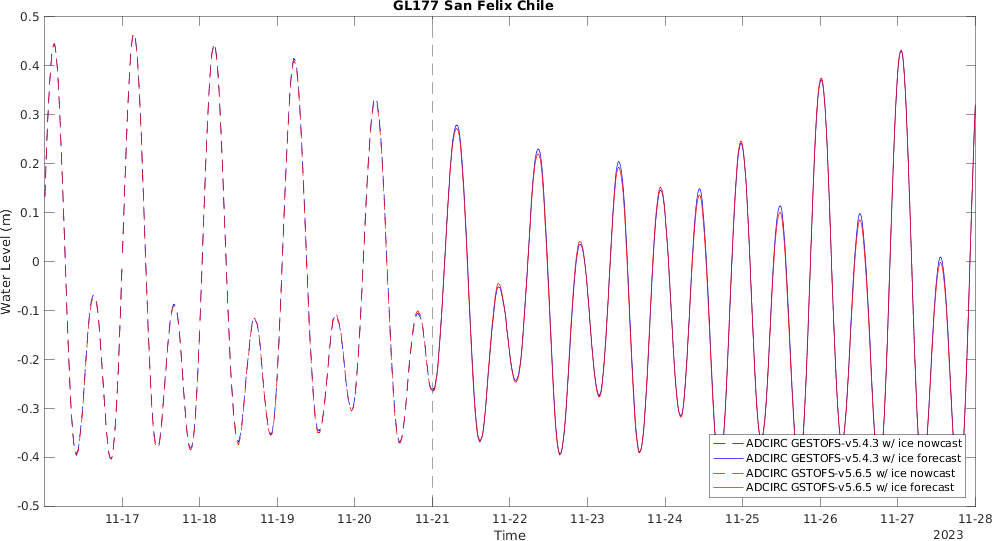 GL177 San Felix Chile
0.5
0.4
0.3
0.2
0.1
0
-0.1
-0.2
-0.3
-0.4
-0.5
Water Level (m)
ADCIRC GESTOFS-v5.4.3 w/ ice nowcast
ADCIRC GESTOFS-v5.4.3 w/ ice forecast
ADCIRC GSTOFS-v5.6.5 w/ ice nowcast
ADCIRC GSTOFS-v5.6.5 w/ ice forecast
11-17 11-18 11-19 11-20 11-21 11-22 11-23 11-24 11-25 11-26 11-27 11-28
Time
2023